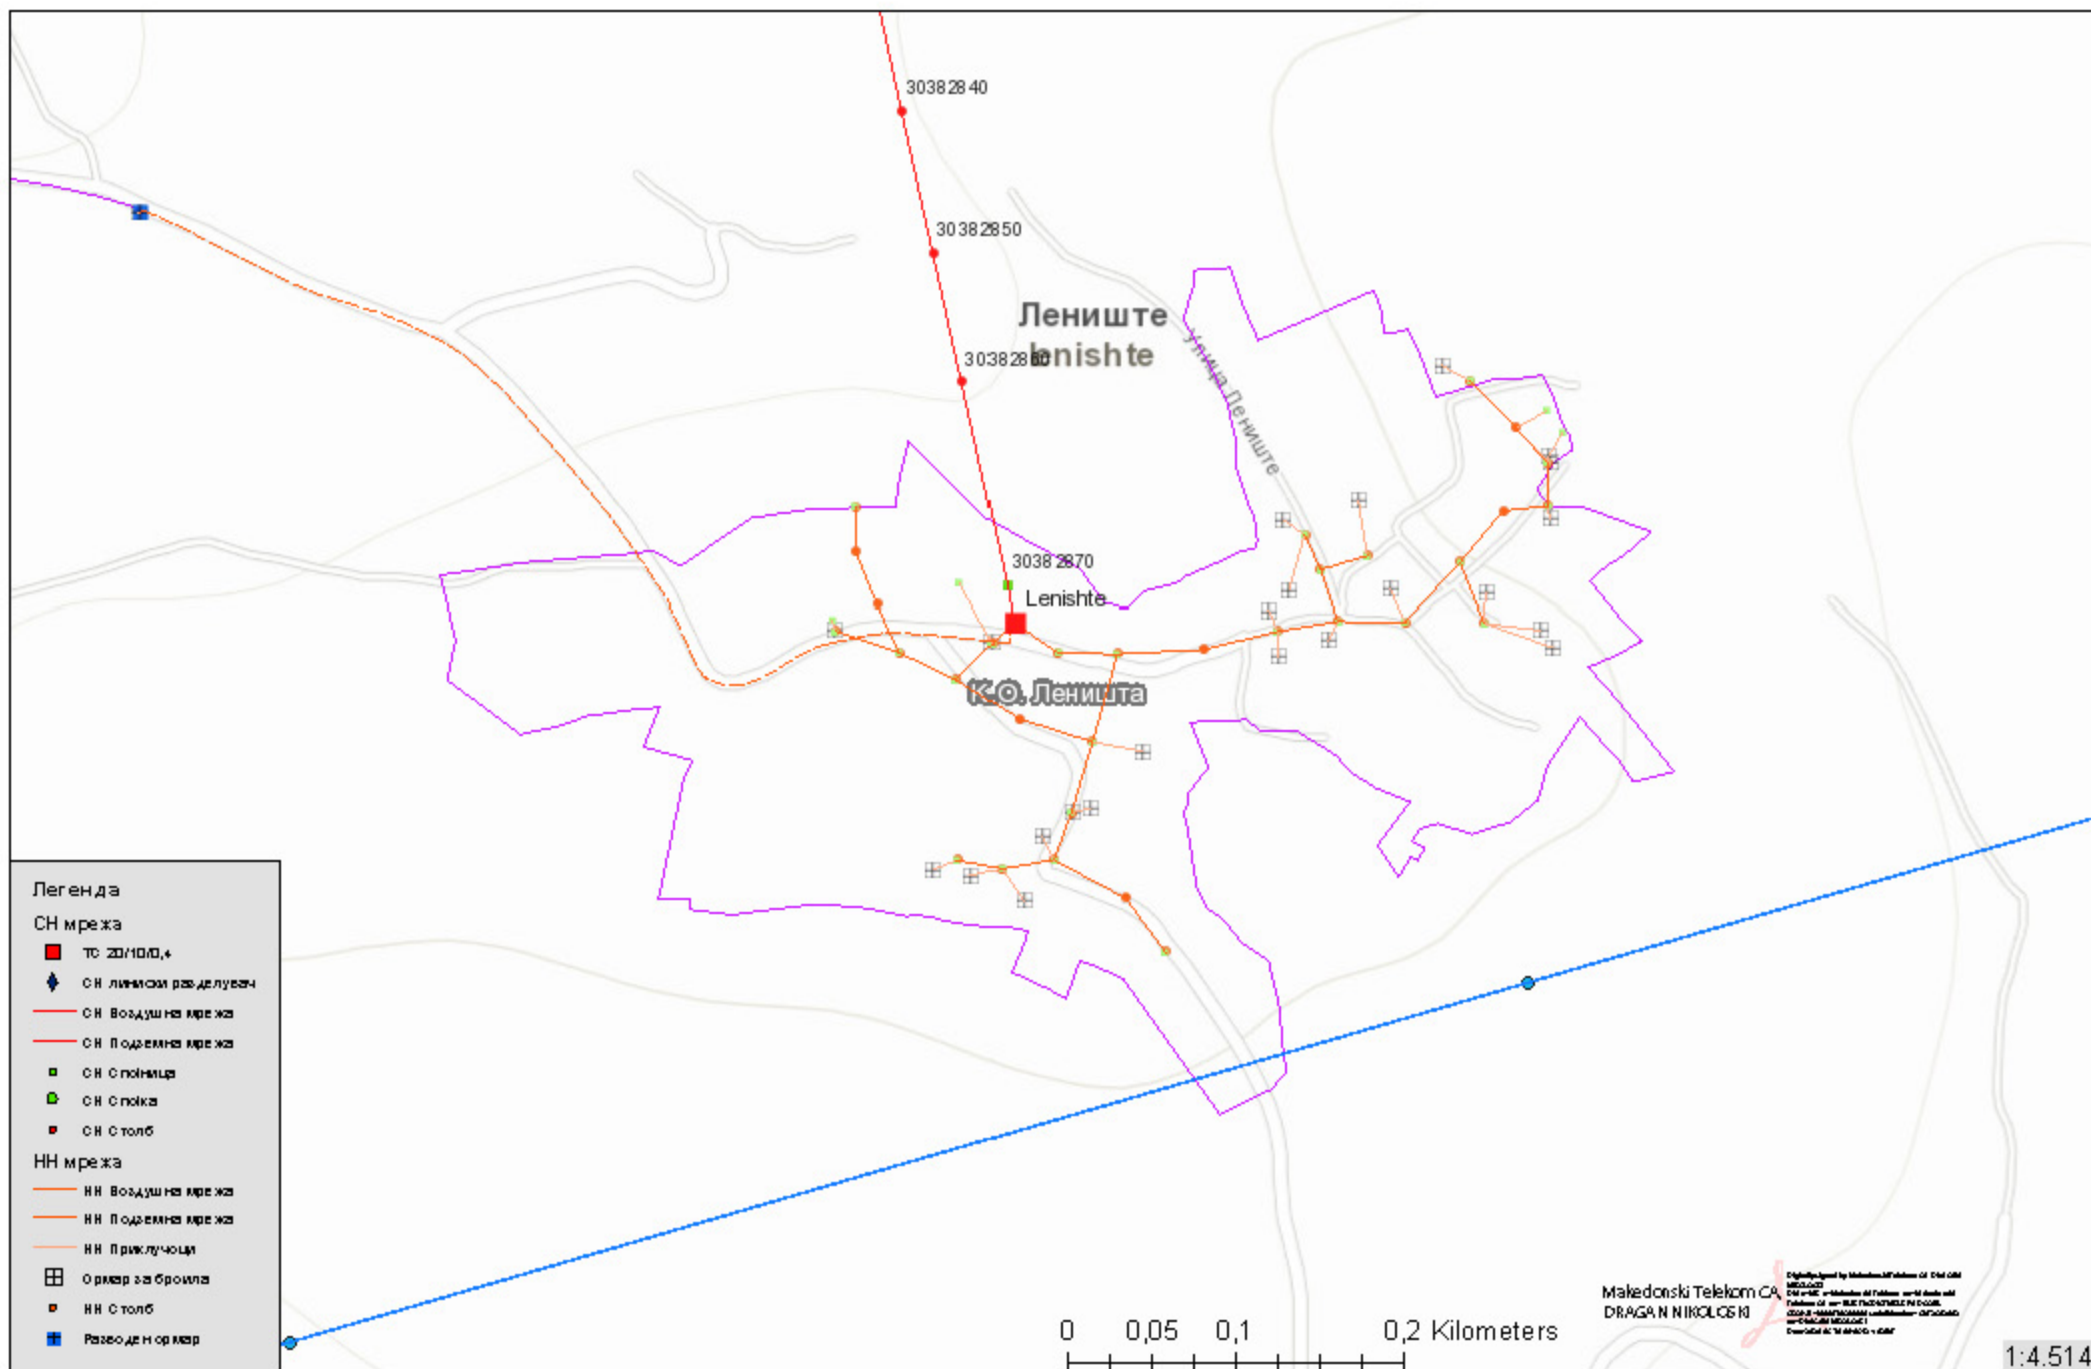 30382840
30382850
Лениште
lenishte
30382860
Улица Лениште
30382870
Lenishte
К.О. Леништа
Легенда
СН мрежа
ТС 20/10/0,4
СН линиски разделувач
СН Воздушна мрежа
СН Подземна мрежа
СН Спојница
СН Спојка
СН Столб
НН мрежа
НН Воздушна мрежа
НН Подземна мрежа
НН Приклучоци
Ормар за броила
НН Столб
Разводен ормар
0 0,05 0,1 0,2 Kilometers
Makedonski Telekom CA,
DRAGAN NIKOLOSKI
1:4.514